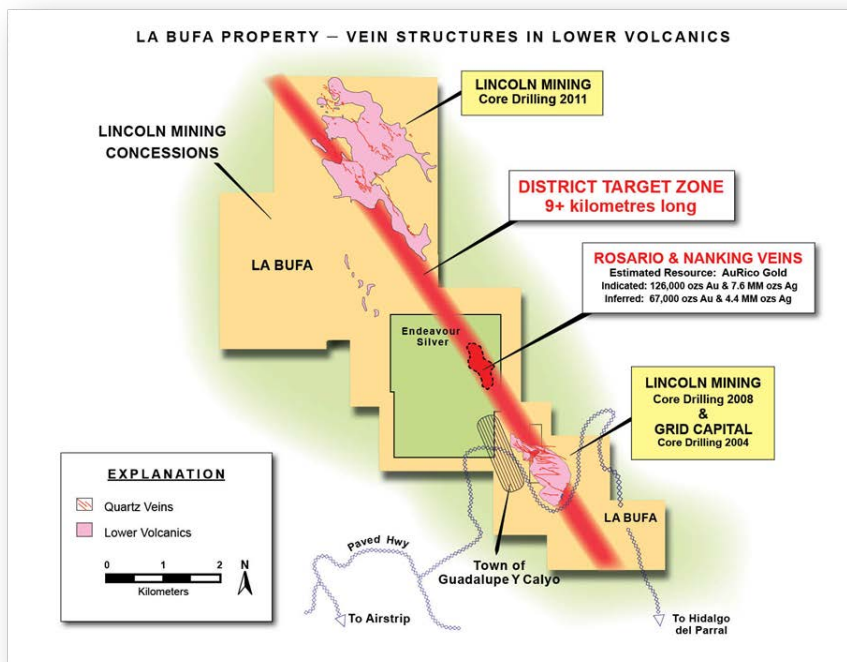 LA BUFA PROPERTY – VEIN STRUCTURES IN LOWER VOLCANICS
LINCOLN MINING
Core Drilling 2011
LINCOLN MINING
CONCESSIONS
DISTRICT TARGET ZONE
9+ kilometres long
LA BUFA
ROSARIO & NANKING VEINS
Estimated Resource: AuRico Gold
Indicated: 126,000 ozs Au & 7.6 MM ozs Ag
Inferred: 67,000 ozs Au & 4.4 MM ozs Ag
Endeavour
Silver
LINCOLN MINING
Core Drilling 2008
&
GRID CAPITAL
Core Drilling 2004
EXPLANATION
Quartz Veins
Lower Volcanics
0 1 2
Kilometers
N
LA BUFA
Paved Hwy
Town of
Guadalupe Y Calyo
To Airstrip
To Hidalgo
del Parral